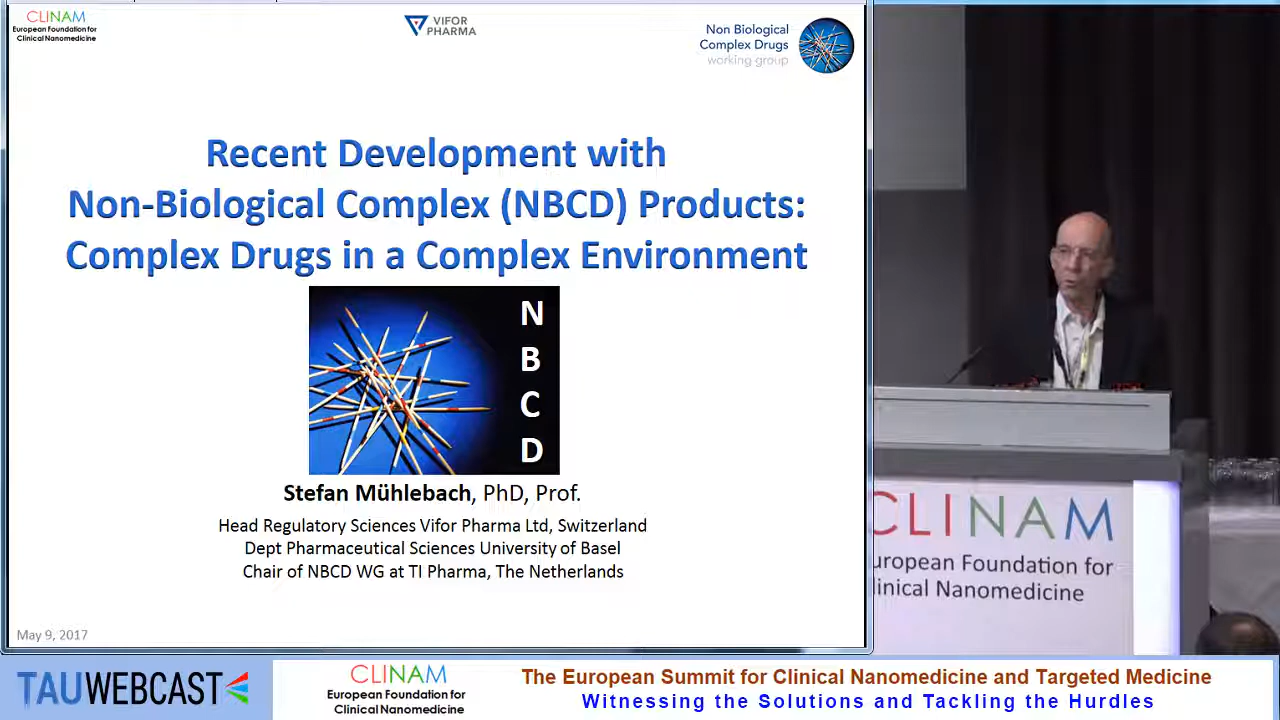 CLINAM
European Foundation for
Clinical Nanomedicine
VIFOR
PHARMA
Non Biological
Complex Drugs
working group
Recent Development with
Non-Biological Complex (NBCD) Products:
Complex Drugs in a Complex Environment
N
B
C
D
Stefan Mühlebach, PhD, Prof.
Head Regulatory Sciences Vifor Pharma Ltd, Switzerland
Dept Pharmaceutical Sciences University of Basel
Chair of NBCD WG at TI Pharma, The Netherlands
May 9, 2017
CLINAM
uropean Foundation for
linical Nanomedicine
TAUWEBCAST
CLINAM
European Foundation for
Clinical Nanomedicine
The European Summit for Clinical Nanomedicine and Targeted Medicine
Witnessing the Solutions and Tackling the Hurdles